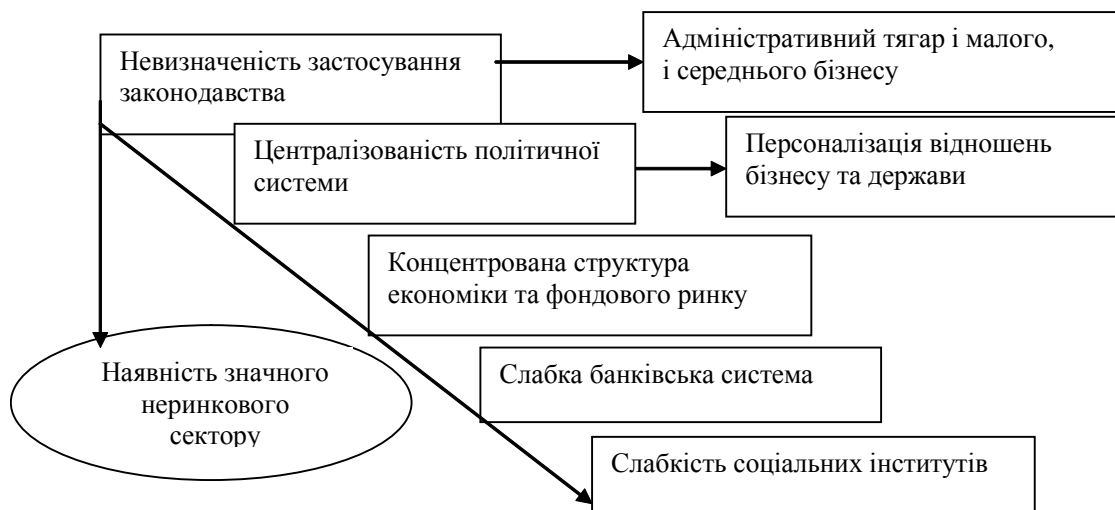 Невизначеність застосування
законодавства
Адміністративний тягар і малого,
і середнього бізнесу
Централізованість політичної
системи
Персоналізація відношень
бізнесу та держави
Концентрована структура
економіки та фондового ринку
Наявність значного
неринкового
сектору
Слабка банківська система
Слабкість соціальних інститутів